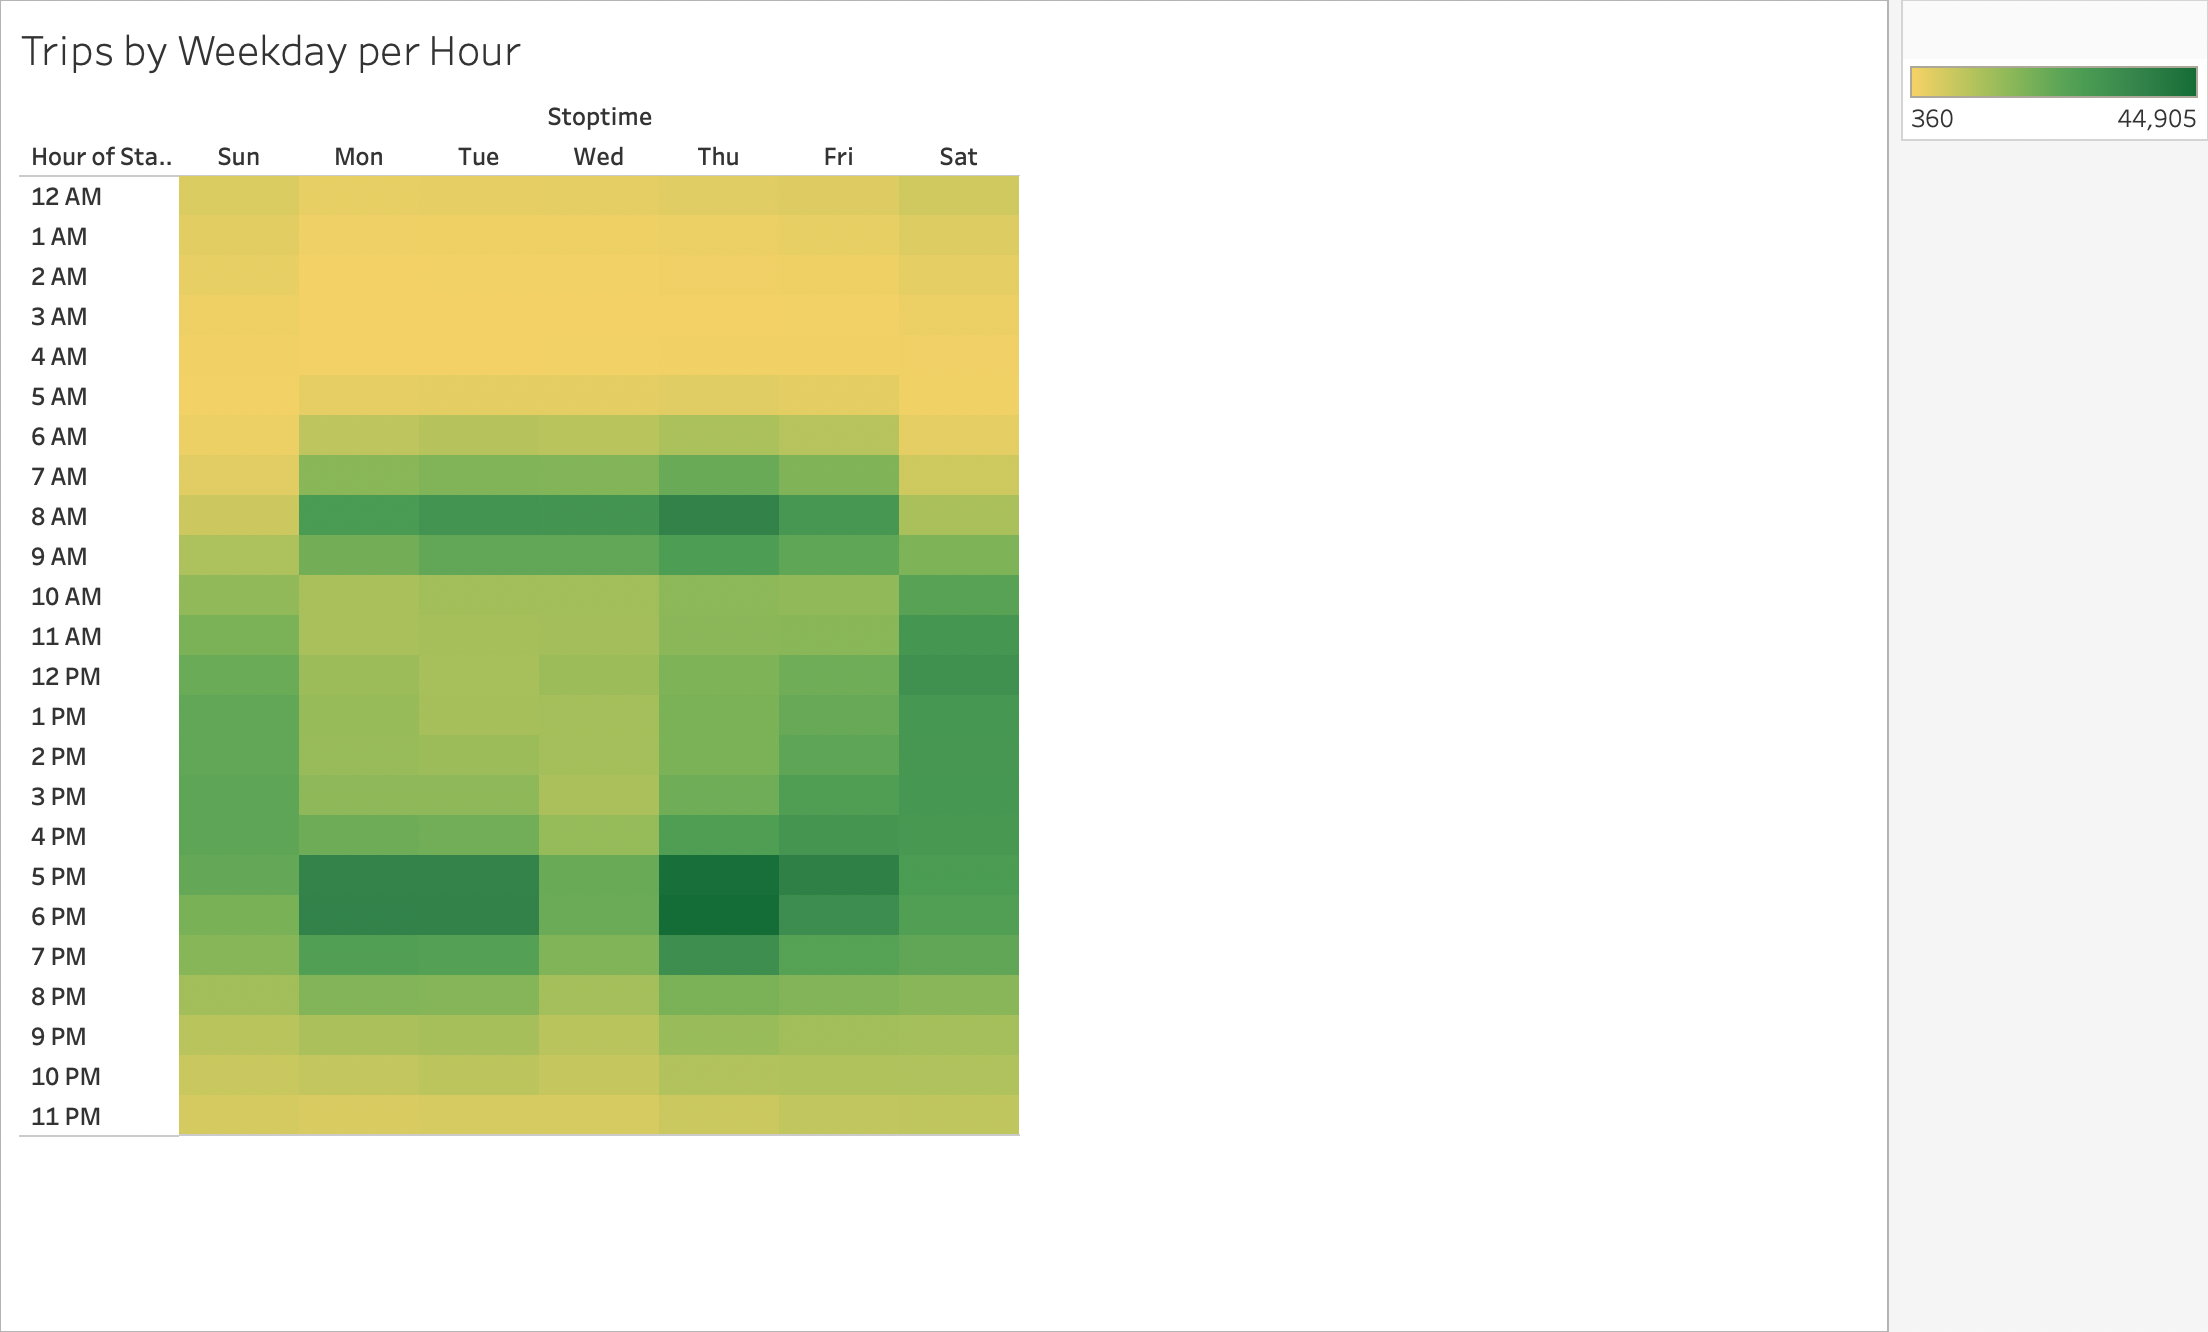 Trips by Weekday per Hour
Stoptime
Hour of Sta.. Sun Mon Tue Wed Thu Fri Sat
12 AM
1 AM
2 AM
3 AM
4 AM
5 AM
6 AM
7 AM
8 AM
9 AM
10 AM
11 AM
12 PM
1 PM
2 PM
3 PM
4 PM
5 PM
6 PM
7 PM
8 PM
9 PM
10 PM
11 PM
360 44,905